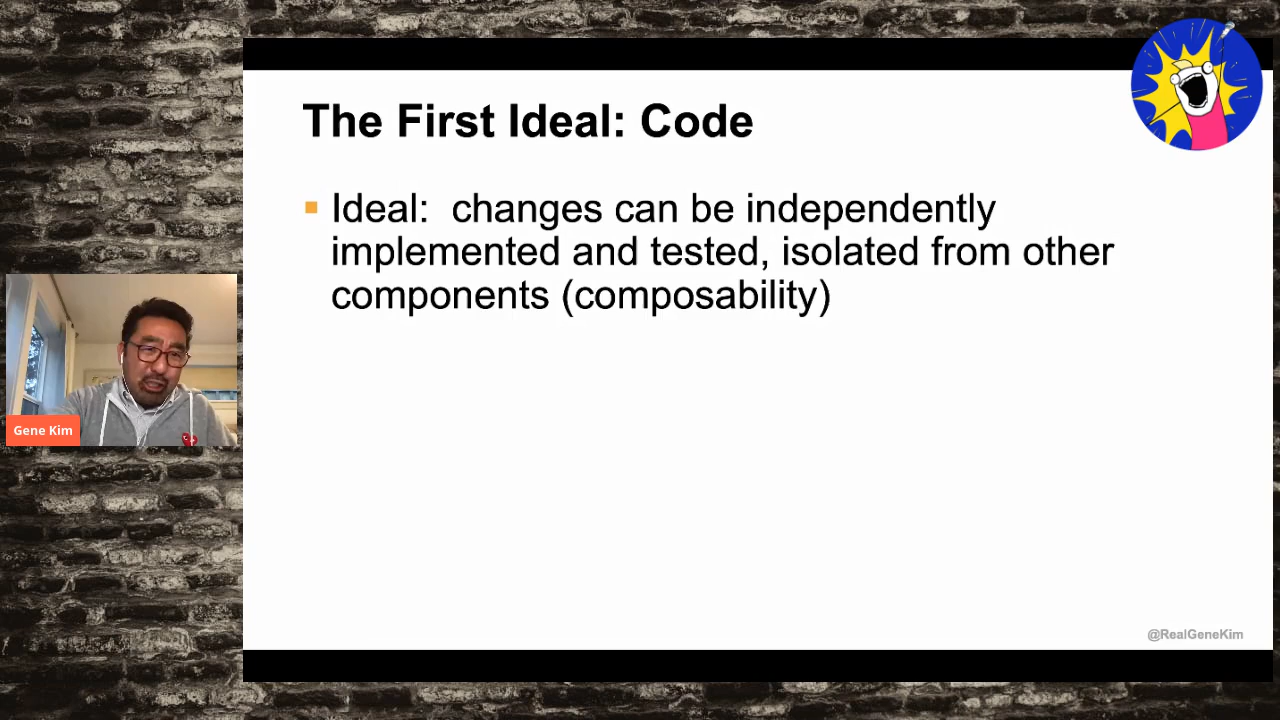 The First Ideal: Code
Ideal:  changes can be independently
implemented and tested, isolated from other
components (composability)
Gene Kim
@RealGeneKim